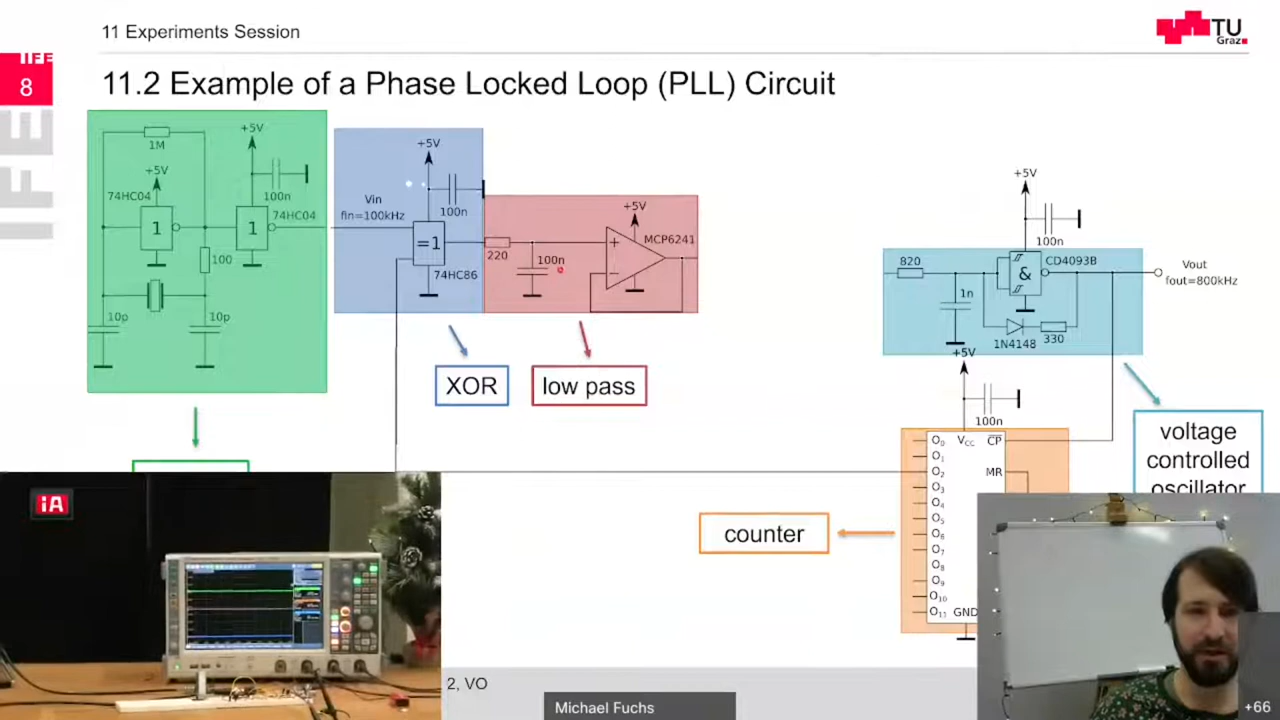 11 Experiments Session
TU
Graz
IFE
8
IFE
11.2 Example of a Phase Locked Loop (PLL) Circuit
1M
+5V
74HC04
1
+5V
100n
74HC04
1
100
10p
10p
+5V
Vin
fin=100kHz
100n
=1
74HC86
220
100n
+5V
MCP6241
+
−
XOR
low pass
+5V
100n
820
CD4093B
&
1n
1N4148
330
Vout
fout=800kHz
+5V
100n
voltage
controlled
oscillator
O0
VCC
CP
O1
O2
MR
O3
O4
O5
O6
O7
O8
O9
O10
O11
GND
counter
iA
2, VO
Michael Fuchs
+66